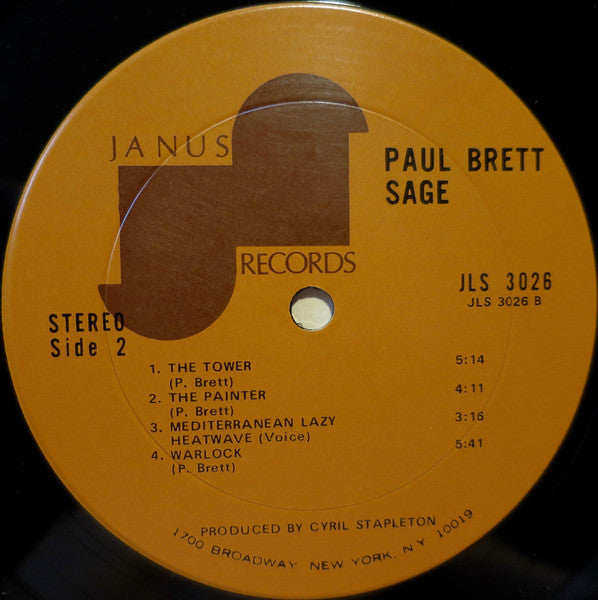 JANUS
RECORDS
PAUL BRETT
SAGE
JLS 3026
JLS 3026 B
STEREO
Side 2
1. THE TOWER 5:14
(P. Brett)
2. THE PAINTER 4:11
(P. Brett)
3. MEDITERRANEAN LAZY 3:16
HEATWAVE (Voice)
4. WARLOCK 5:41
(P. Brett)
PRODUCED BY CYRIL STAPLETON
1700 BROADWAY NEW YORK, N.Y. 10019